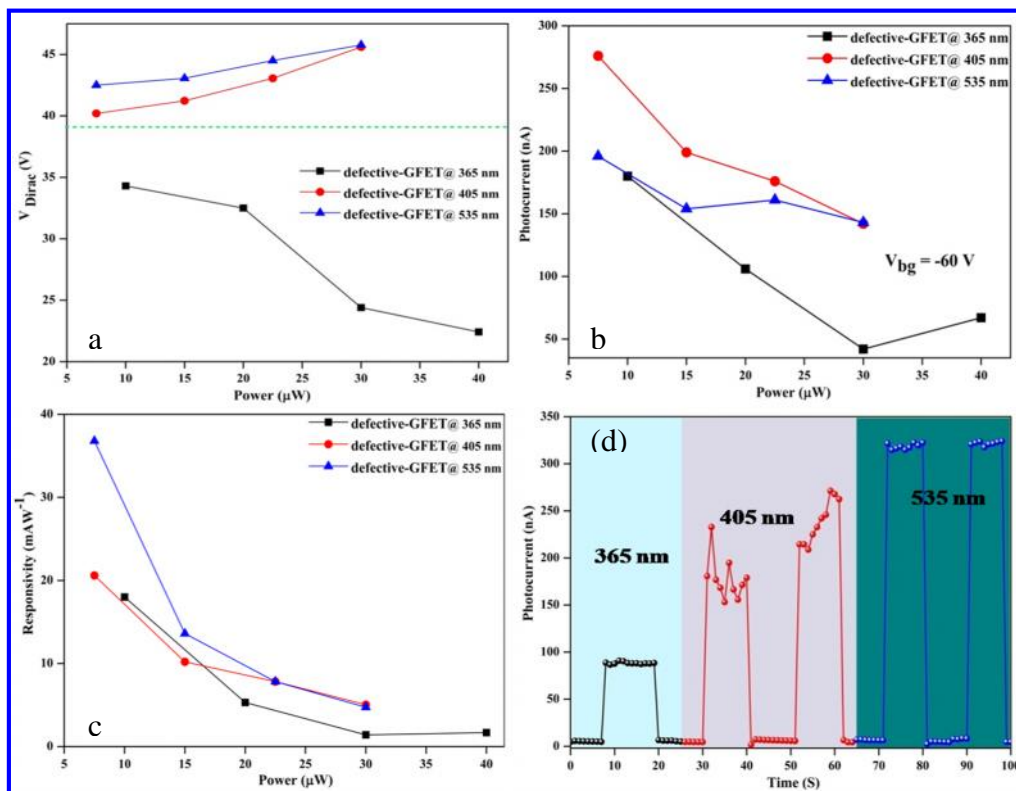 a
45
40
35
30
25
20
V Dirac (V)
defective-GFET@ 365 nm
defective-GFET@ 405 nm
defective-GFET@ 535 nm
5 10 15 20 25 30 35 40
Power (µW)
b
300
250
200
150
100
50
Photocurrent (nA)
defective-GFET@ 365 nm
defective-GFET@ 405 nm
defective-GFET@ 535 nm
Vbg = -60 V
5 10 15 20 25 30 35 40
Power (µW)
c
40
30
20
10
0
Responsivity (mAW-1)
defective-GFET@ 365 nm
defective-GFET@ 405 nm
defective-GFET@ 535 nm
5 10 15 20 25 30 35 40
Power (µW)
(d)
350
300
250
200
150
100
50
0
Photocurrent (nA)
365 nm
405 nm
535 nm
0 10 20 30 40 50 60 70 80 90 100
Time (S)